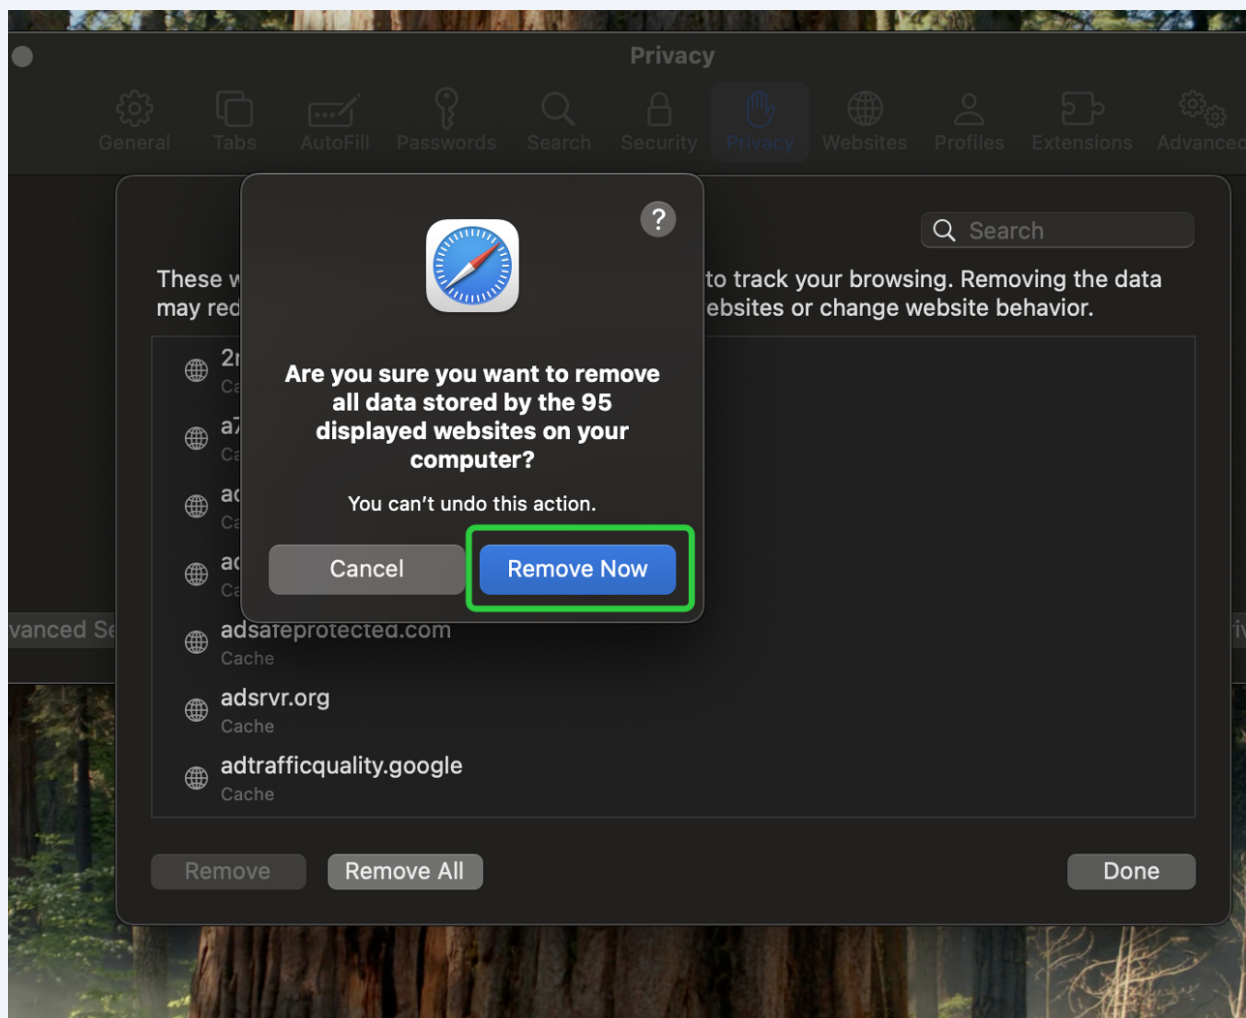 Privacy
General
Tabs
AutoFill
Passwords
Search
Security
Privacy
Websites
Profiles
Extensions
Advanced
?
Search
These
to track your browsing. Removing the data
may
or change website behavior.
Are you sure you want to remove
all data stored by the 95
displayed websites on your
computer?
You can't undo this action.
Cancel
Remove Now
adsafeprotected.com
Cache
adsrvr.org
Cache
adtrafficquality.google
Cache
Remove
Remove All
Done